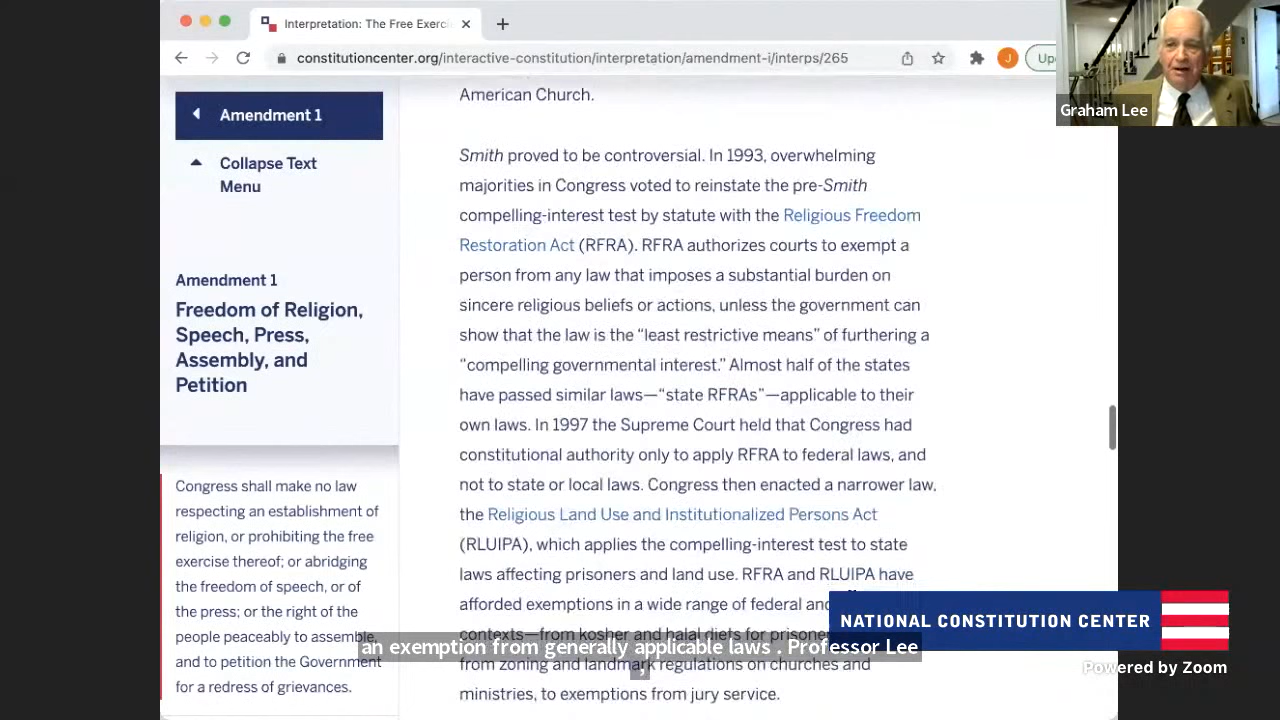 Interpretation: The Free Exerci
constitutioncenter.org/interactive-constitution/interpretation/amendment-i/interps/265
J
Graham Lee
Amendment 1
Collapse Text
Menu
Amendment 1
Freedom of Religion,
Speech, Press,
Assembly, and
Petition
Congress shall make no law
respecting an establishment of
religion, or prohibiting the free
exercise thereof; or abridging
the freedom of speech, or of
the press; or the right of the
people peaceably to assemble,
and to petition the Government
for a redress of grievances.
American Church.
Smith proved to be controversial. In 1993, overwhelming
majorities in Congress voted to reinstate the pre-Smith
compelling-interest test by statute with the Religious Freedom
Restoration Act (RFRA). RFRA authorizes courts to exempt a
person from any law that imposes a substantial burden on
sincere religious beliefs or actions, unless the government can
show that the law is the “least restrictive means” of furthering a
“compelling governmental interest.” Almost half of the states
have passed similar laws—“state RFRAs”—applicable to their
own laws. In 1997 the Supreme Court held that Congress had
constitutional authority only to apply RFRA to federal laws, and
not to state or local laws. Congress then enacted a narrower law,
the Religious Land Use and Institutionalized Persons Act
(RLUIPA), which applies the compelling-interest test to state
laws affecting prisoners and land use. RFRA and RLUIPA have
afforded exemptions in a wide range of federal and
contexts—from kosher and halal diets for prisoners
from zoning and landmark regulations on churches and
ministries, to exemptions from jury service.
an exemption from generally applicable laws . Professor Lee
,
NATIONAL CONSTITUTION CENTER
Powered by Zoom